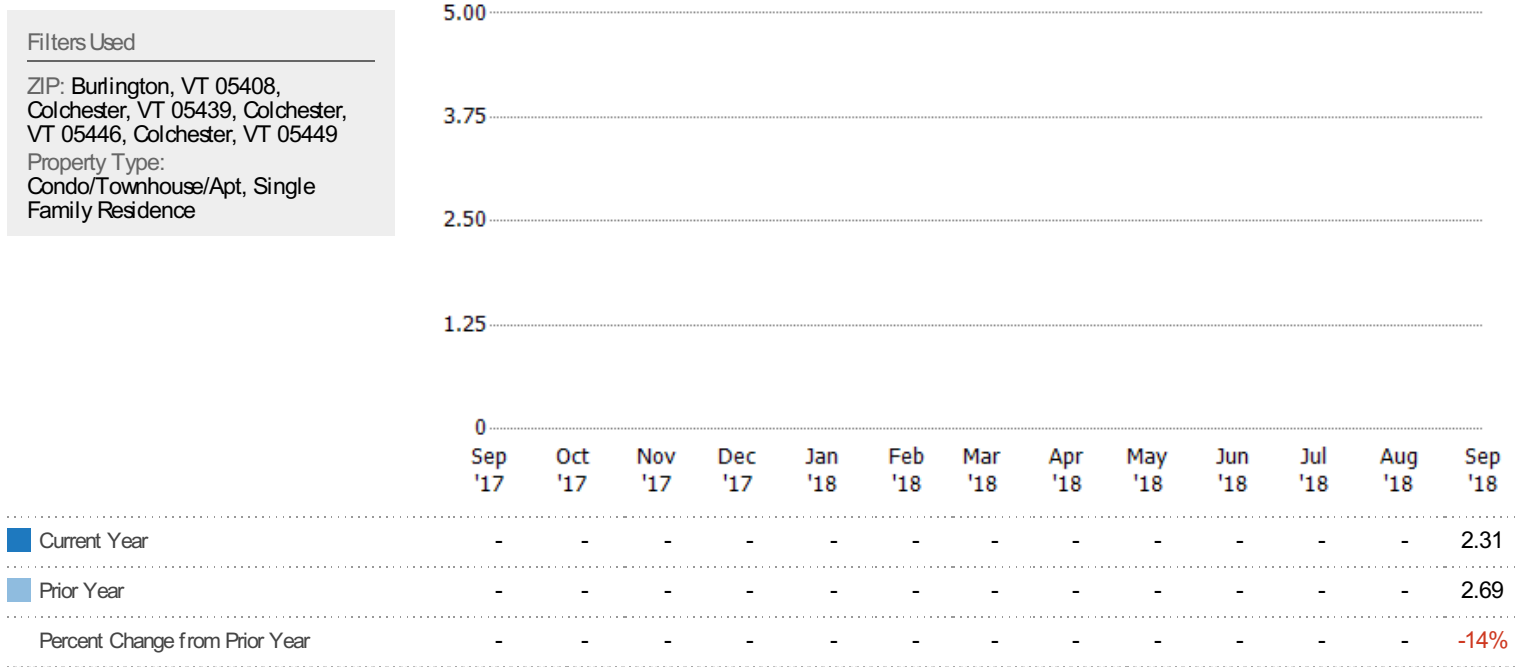 Filters Used
ZIP: Burlington, VT 05408,
Colchester, VT 05439, Colchester,
VT 05446, Colchester, VT 05449
Property Type:
Condo/Townhouse/Apt, Single
Family Residence
5.00
3.75
2.50
1.25
0
Sep '17
Oct '17
Nov '17
Dec '17
Jan '18
Feb '18
Mar '18
Apr '18
May '18
Jun '18
Jul '18
Aug '18
Sep '18
Current Year - - - - - - - - - - - - 2.31
Prior Year - - - - - - - - - - - - 2.69
Percent Change from Prior Year - - - - - - - - - - - - -14%